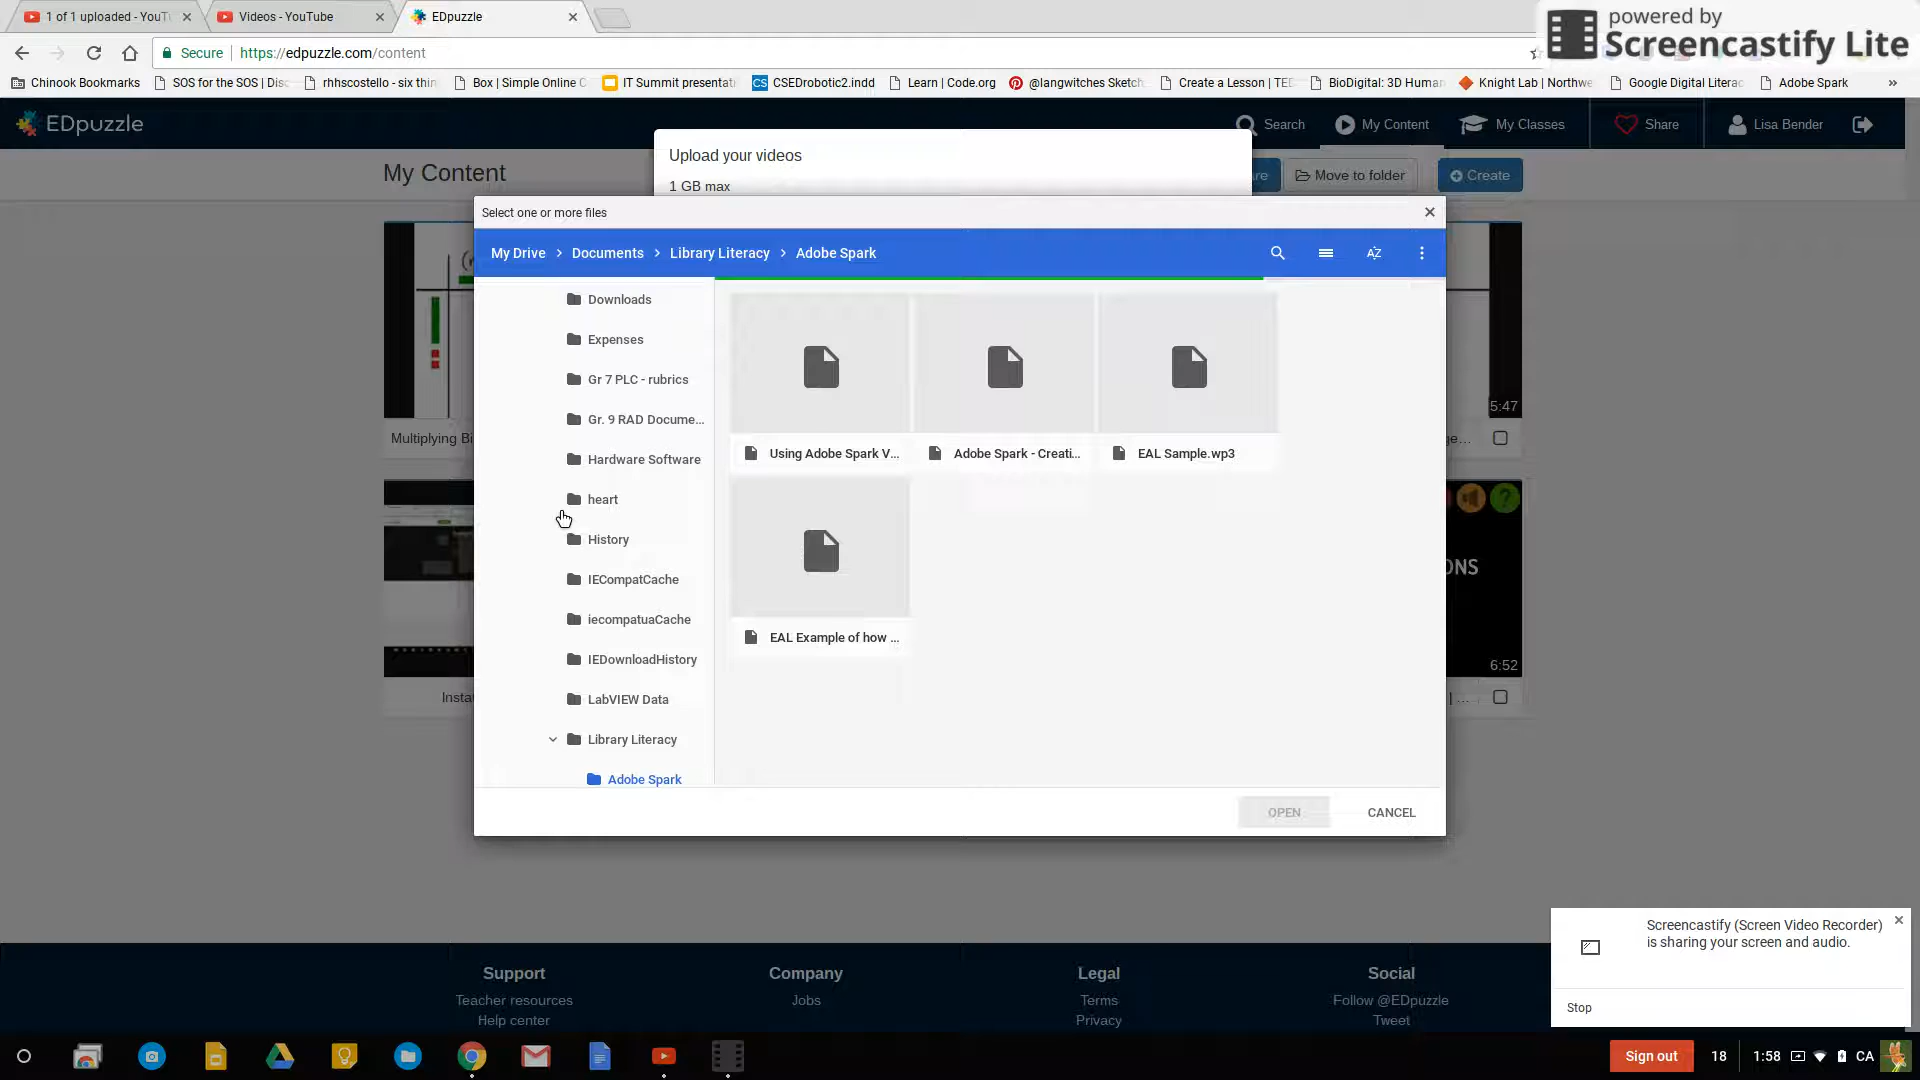 1 of 1 uploaded - YouT
Videos - YouTube
EDpuzzle
powered by
Screencastify Lite
Secure
https://edpuzzle.com/content
Chinook Bookmarks
SOS for the SOS | Disc
rhhscostello - six thin
Box | Simple Online C
IT Summit presentati
CS
CSEDrobotic2.indd
Learn | Code.org
@langwitches Sketch
Create a Lesson | TED
BioDigital: 3D Human
Knight Lab | Northwe
Google Digital Literac
Adobe Spark
»
EDpuzzle
Search
My Content
My Classes
Share
Lisa Bender
My Content
Upload your videos
1 GB max
are
Move to folder
Create
Select one or more files
My Drive > Documents > Library Literacy > Adobe Spark
AZ
Downloads
Expenses
Gr 7 PLC - rubrics
Gr. 9 RAD Docume...
Hardware Software
heart
History
IECompatCache
iecompatuaCache
IEDownloadHistory
LabVIEW Data
Library Literacy
Adobe Spark
Using Adobe Spark V...
Adobe Spark - Creati...
EAL Sample.wp3
EAL Example of how ...
OPEN
CANCEL
5:47
Multiplying Bi
ge...
?
ONS
6:52
Insta
| ...
Screencastify (Screen Video Recorder)
is sharing your screen and audio.
Stop
Support
Company
Legal
Social
Teacher resources
Jobs
Terms
Follow @EDpuzzle
Help center
Privacy
Tweet
Sign out
18
1:58
CA